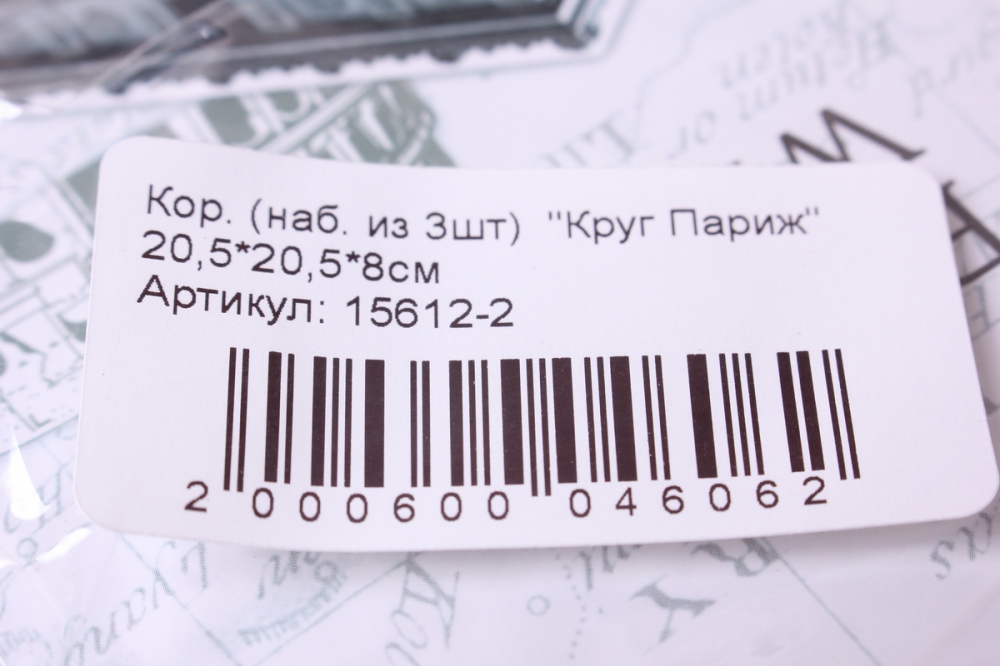 Кор. (наб. из 3шт)  "Круг Париж"
20,5*20,5*8см
Артикул: 15612-2
2 000600 046062